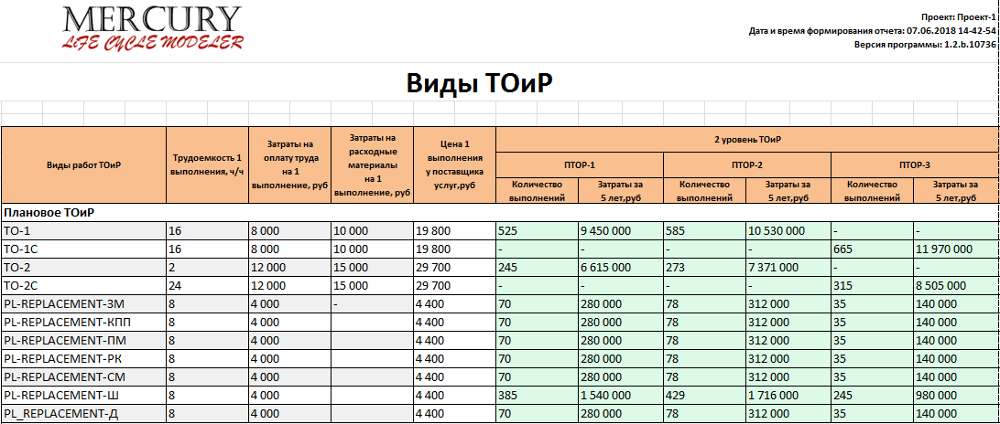 MERCURY
LIFE CYCLE MODELER
Проект: Проект-1
Дата и время формирования отчета: 07.06.2018 14-42-54
Версия программы: 1.2.b.10736
Виды ТОиР
Виды работ ТОиР Трудоемкость 1 выполнения, ч/ч Затраты на оплату труда на 1 выполнение, руб Затраты на расходные материалы на 1 выполнение, руб Цена 1 выполнения у поставщика услуг,руб 2 уровень ТОиР
ПТОР-1 ПТОР-2 ПТОР-3
Количество выполнений Затраты за 5 лет,руб Количество выполнений Затраты за 5 лет,руб Количество выполнений Затраты за 5 лет,руб
Плановое ТОиР
ТО-1 16 8 000 10 000 19 800 525 9 450 000 585 10 530 000 - -
ТО-1С 16 8 000 10 000 19 800 - - - - 665 11 970 000
ТО-2 2 12 000 15 000 29 700 245 6 615 000 273 7 371 000 - -
ТО-2С 24 12 000 15 000 29 700 - - - - 315 8 505 000
PL-REPLACEMENT-ЗМ 8 4 000 - 4 400 70 280 000 78 312 000 35 140 000
PL-REPLACEMENT-КПП 8 4 000 4 400 70 280 000 78 312 000 35 140 000
PL-REPLACEMENT-ПМ 8 4 000 4 400 70 280 000 78 312 000 35 140 000
PL-REPLACEMENT-РК 8 4 000 4 400 70 280 000 78 312 000 35 140 000
PL-REPLACEMENT-СМ 8 4 000 4 400 70 280 000 78 312 000 35 140 000
PL-REPLACEMENT-Ш 8 4 000 4 400 385 1 540 000 429 1 716 000 245 980 000
PL_REPLACEMENT-Д 8 4 000 4 400 70 280 000 78 312 000 35 140 000